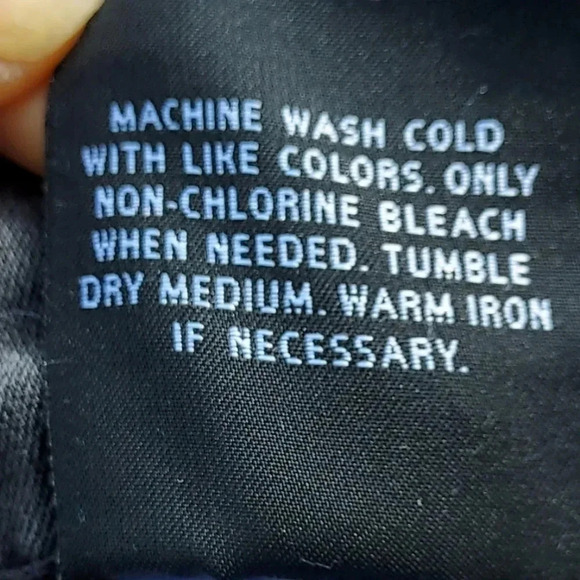 MACHINE WASH COLD
WITH LIKE COLORS. ONLY
NON-CHLORINE BLEACH
WHEN NEEDED. TUMBLE
DRY MEDIUM. WARM IRON
IF NECESSARY.